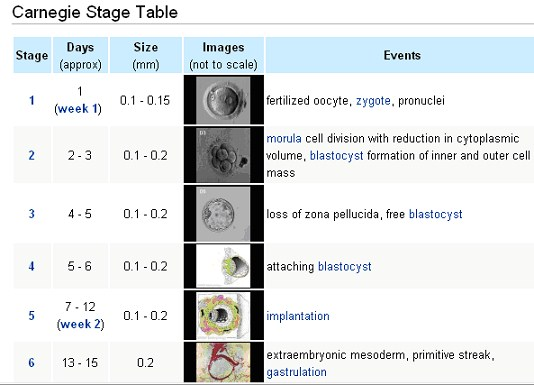 Carnegie Stage Table
Stage Days (approx) Size (mm) Images (not to scale) Events
1 1 (week 1) 0.1 - 0.15 fertilized oocyte, zygote, pronuclei
2 2 - 3 0.1 - 0.2 morula cell division with reduction in cytoplasmic
volume, blastocyst formation of inner and outer cell
mass
3 4 - 5 0.1 - 0.2 loss of zona pellucida, free blastocyst
4 5 - 6 0.1 - 0.2 attaching blastocyst
5 7 - 12 (week 2) 0.1 - 0.2 implantation
6 13 - 15 0.2 extraembryonic mesoderm, primitive streak,
gastrulation